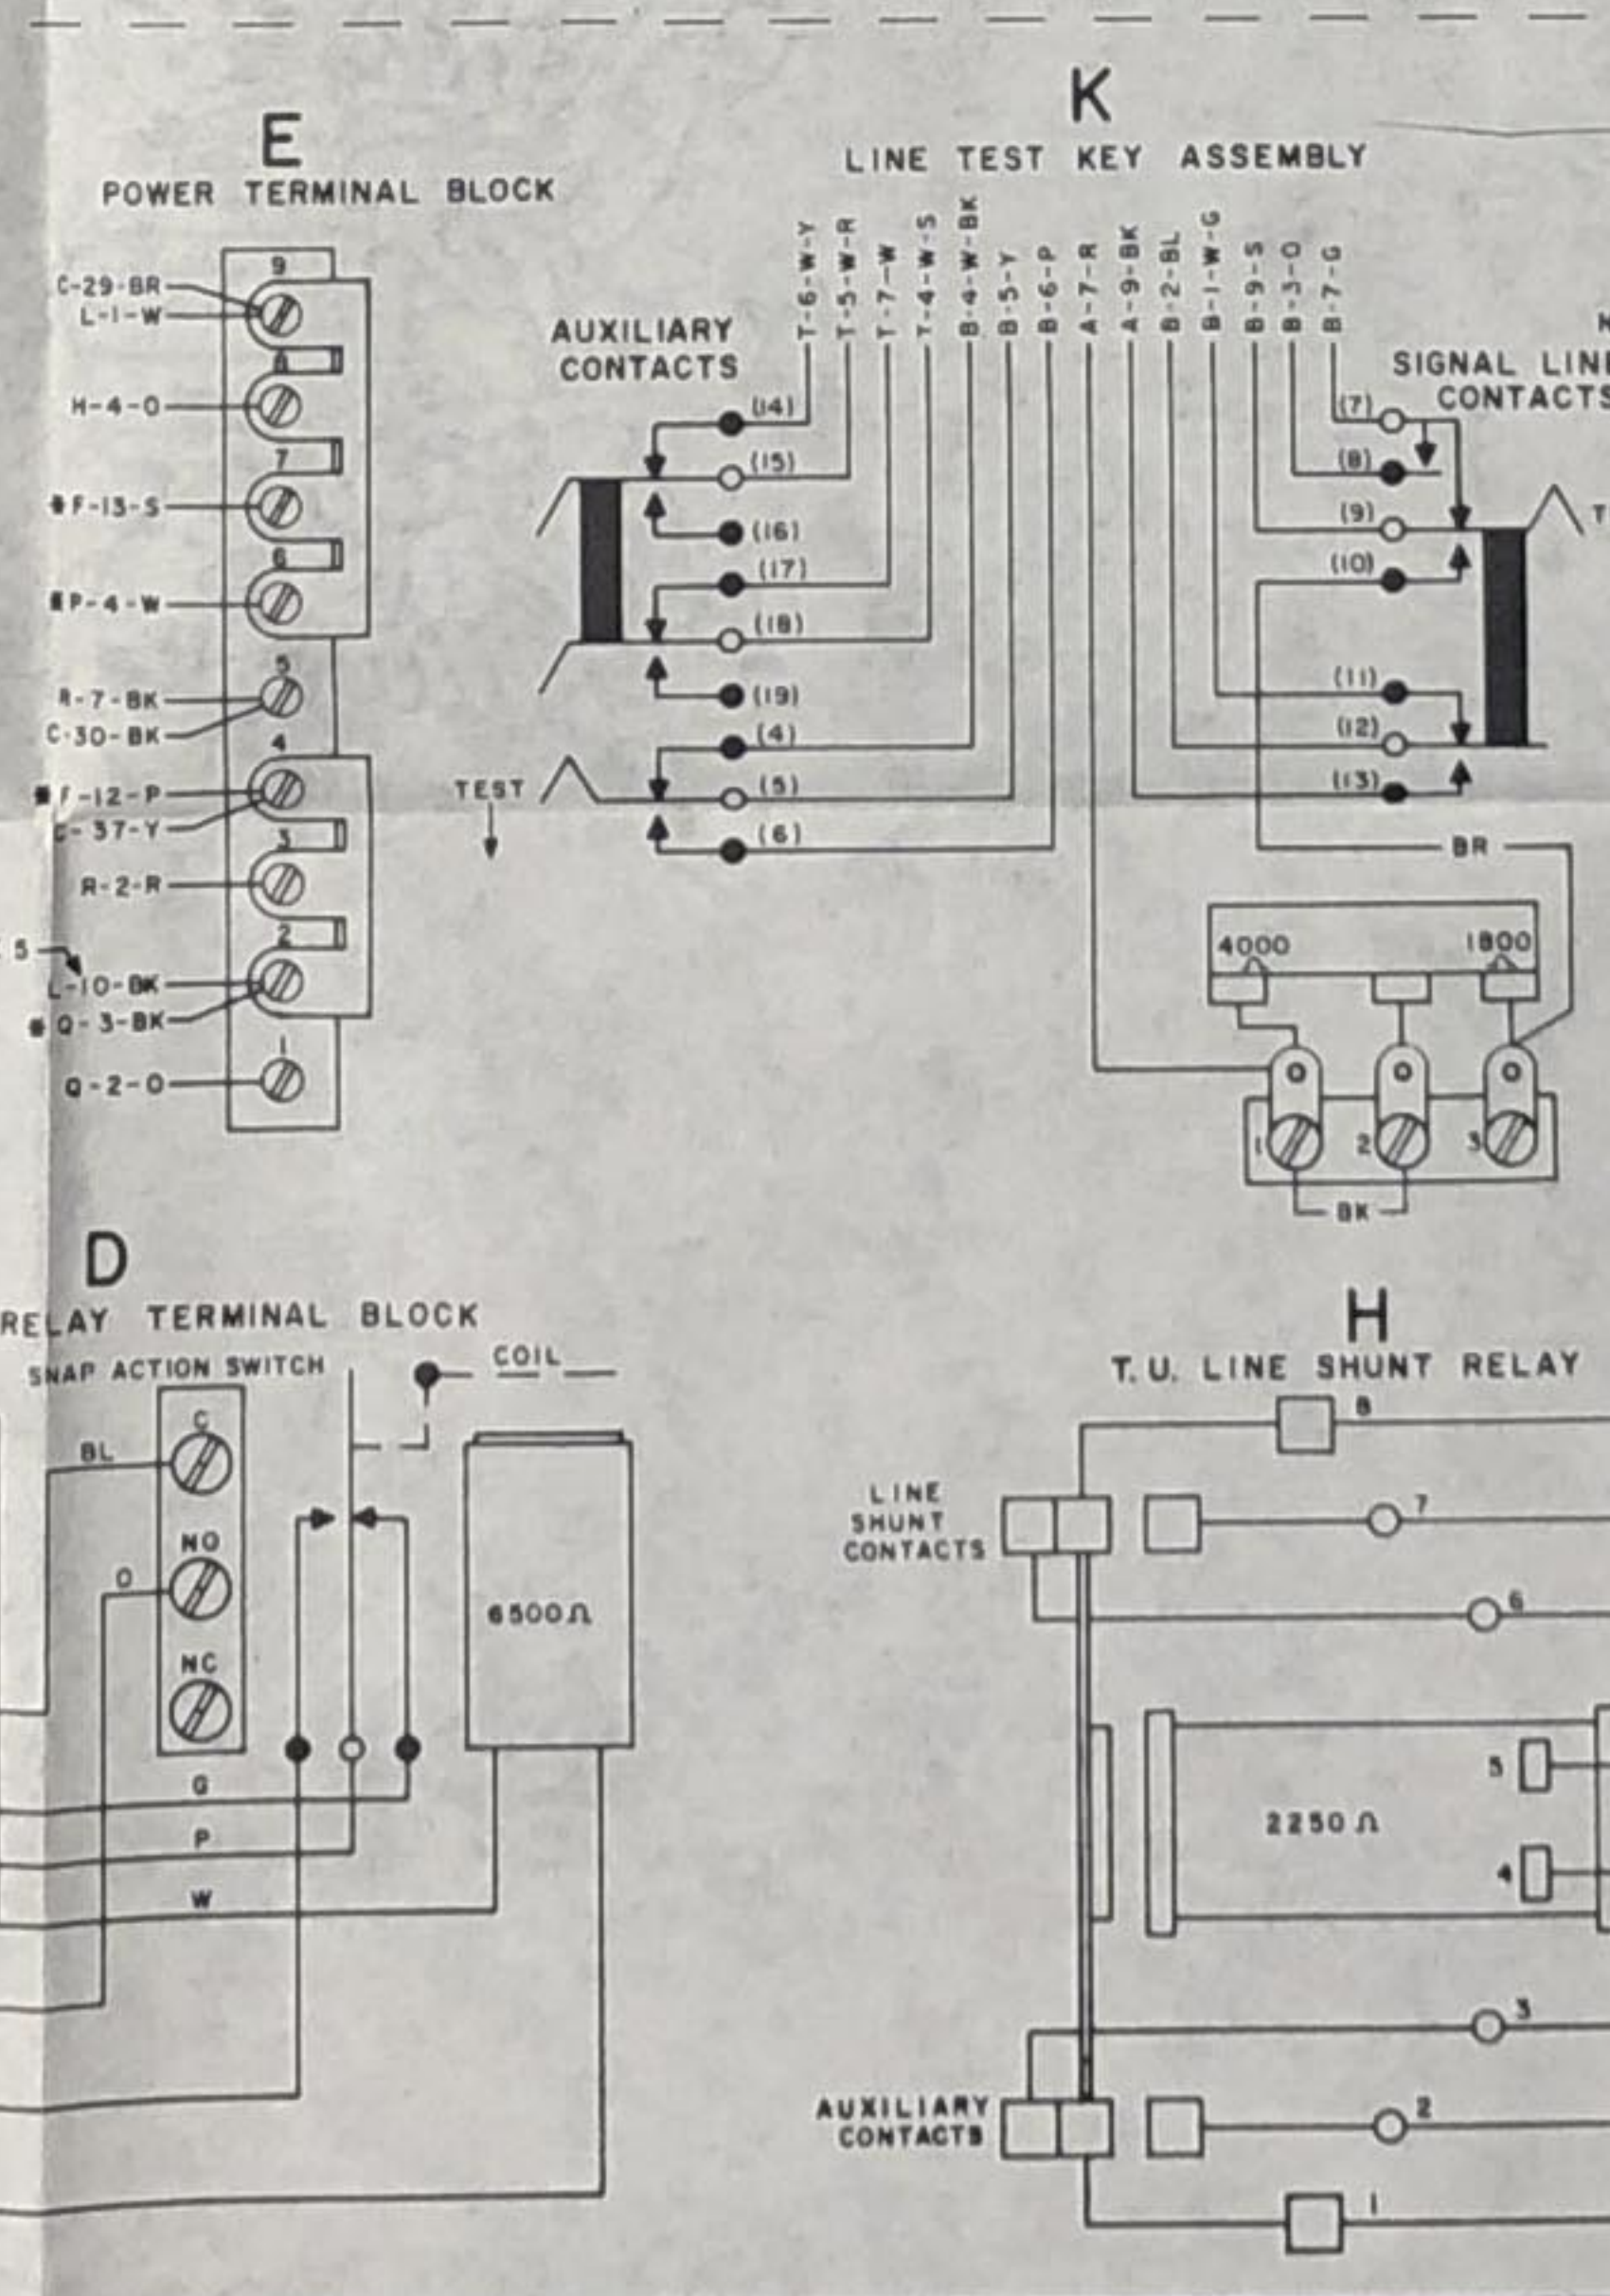 E
POWER TERMINAL BLOCK
9
C-29-BR
L-1-W
8
H-4-O
7
*F-13-S
6
*P-4-W
5
R-7-BK
C-30-BK
4
*F-12-P
C-37-Y
3
R-2-R
2
5
L-10-BK
*Q-3-BK
1
Q-2-O
K
LINE TEST KEY ASSEMBLY
T-6-W-Y
T-5-W-R
T-7-W
T-4-W-S
B-4-W-BK
B-5-Y
B-6-P
A-7-R
A-9-BK
B-2-BL
B-1-W-G
B-9-S
B-3-O
B-7-G
AUXILIARY
CONTACTS
(14)
(15)
(16)
(17)
(18)
(19)
(4)
(5)
(6)
TEST
SIGNAL LINE
CONTACTS
(7)
(8)
(9)
T
(10)
(11)
(12)
(13)
BR
4000 1800
1 2 3
BK
D
RELAY TERMINAL BLOCK
SNAP ACTION SWITCH
COIL
C
BL
NO
O
NC
6500Ω
G
P
W
H
T.U. LINE SHUNT RELAY
8
LINE
SHUNT
CONTACTS
7
6
5
2250Ω
4
3
AUXILIARY
CONTACTS
2
1